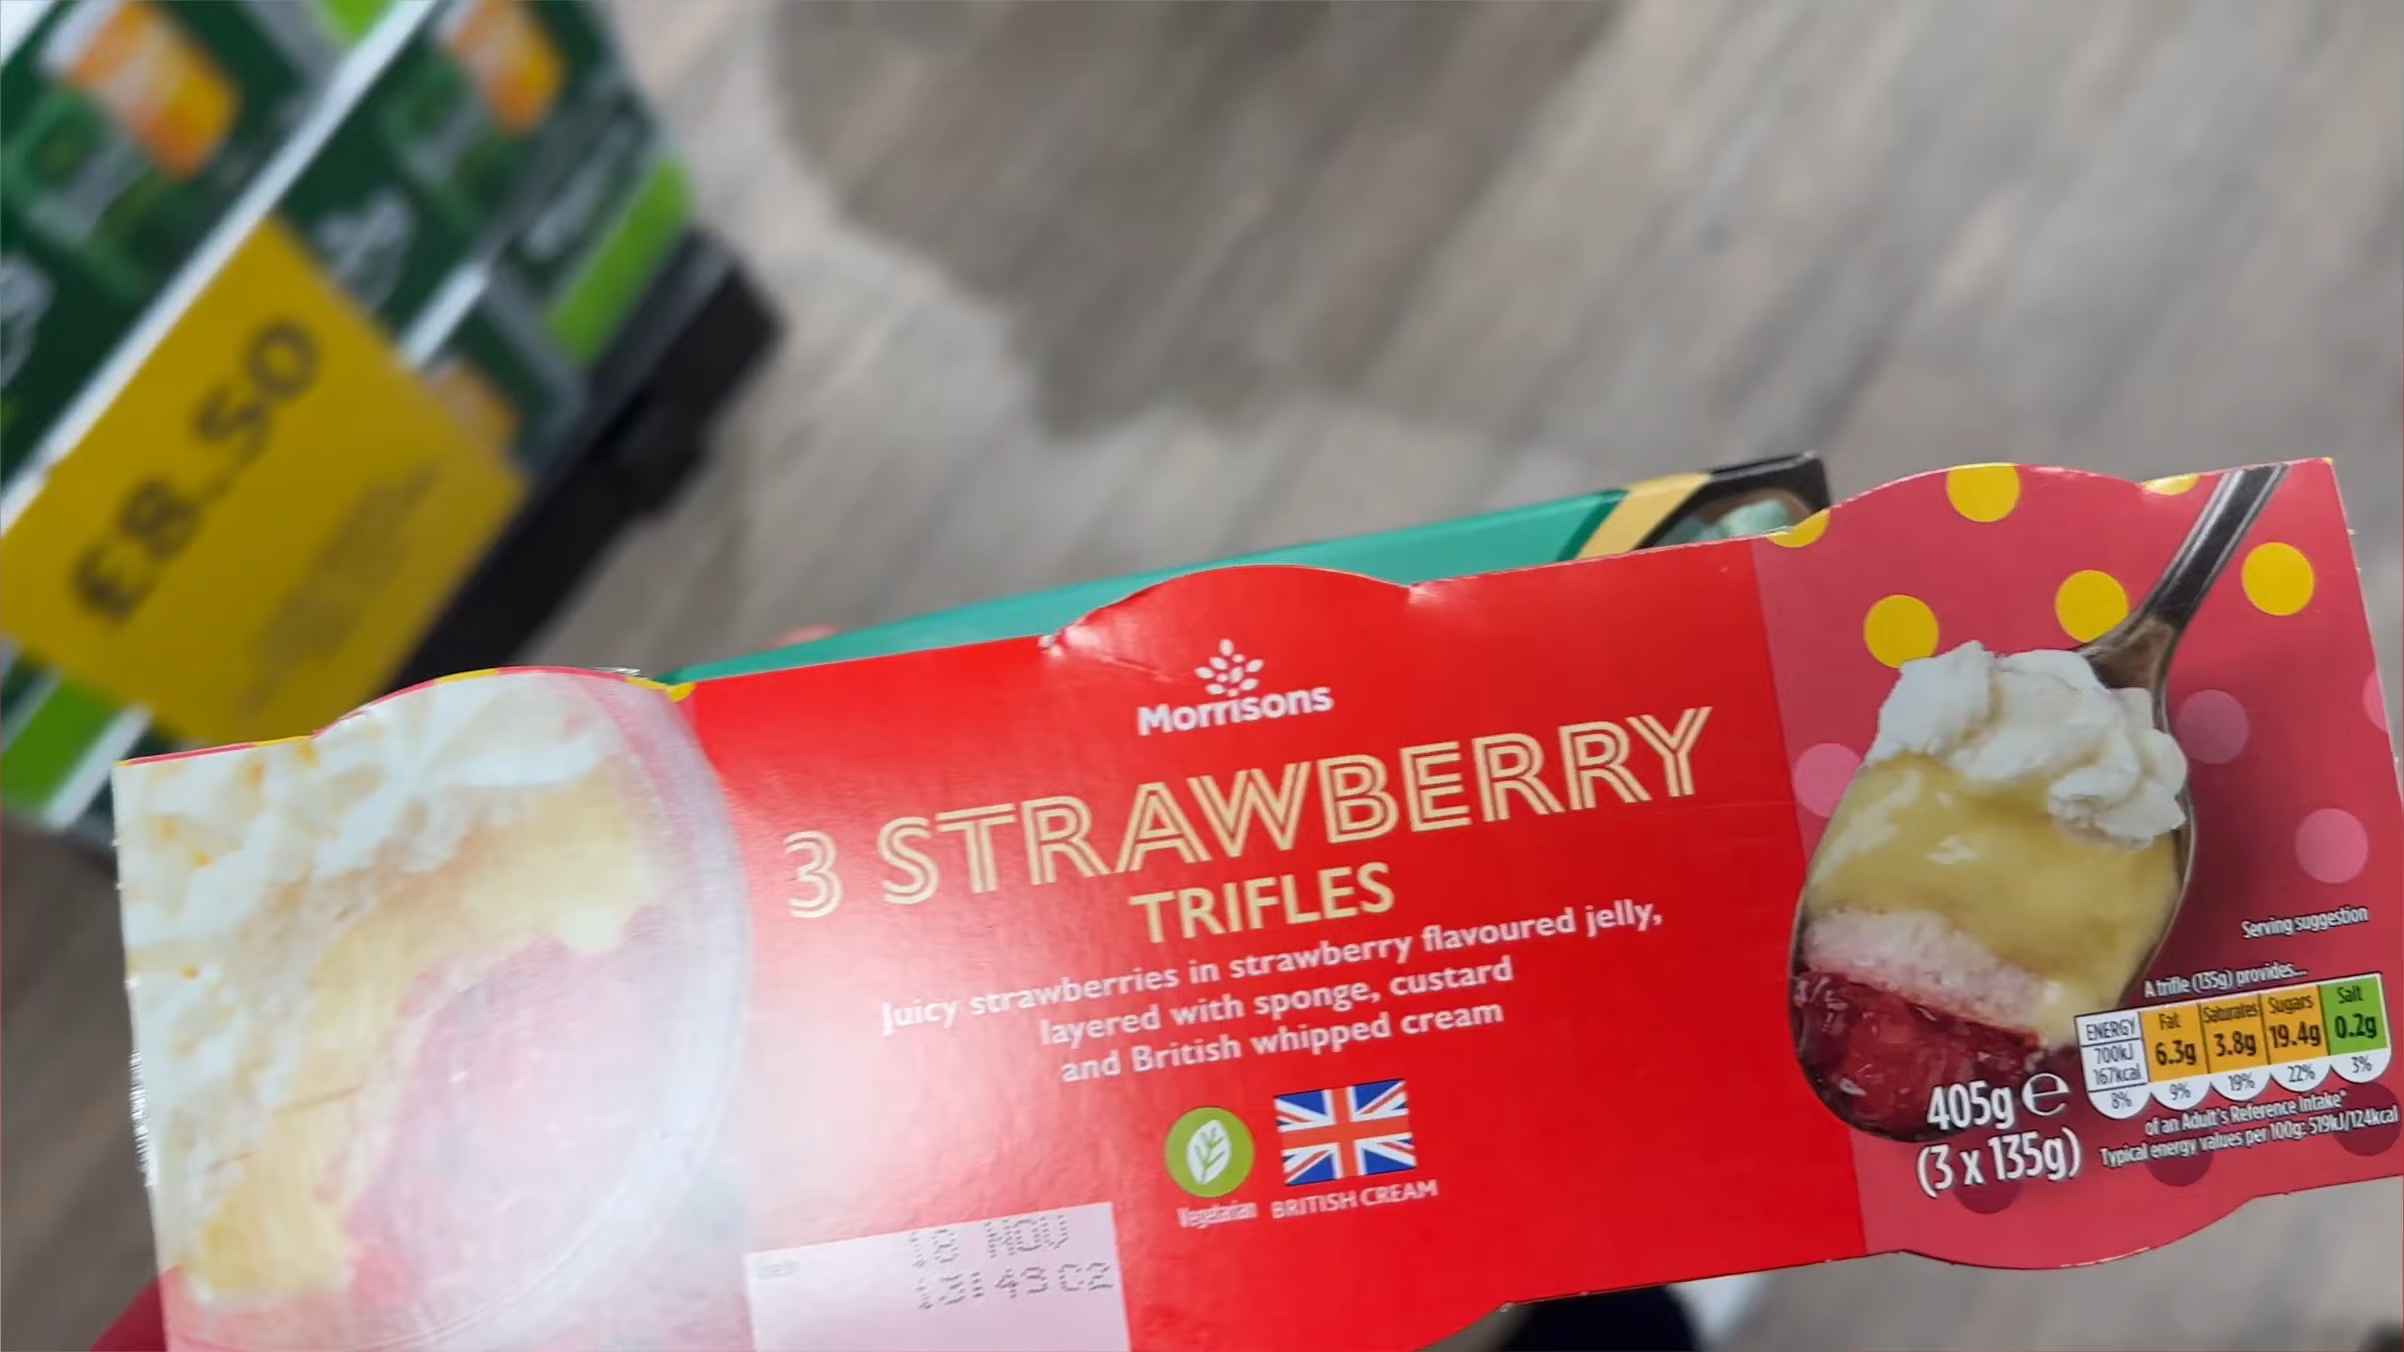 £8.50
Morrisons
3 STRAWBERRY
TRIFLES
Juicy strawberries in strawberry flavoured jelly,
layered with sponge, custard
and British whipped cream
Vegetarian
BRITISH CREAM
18 NOV
Serving suggestion
A trifle (135g) provides...
ENERGY 700kJ 167kcal 8%
Fat 6.3g 9%
Saturates 3.8g 19%
Sugars 19.4g 22%
Salt 0.2g 3%
of an Adult's Reference Intake*
Typical energy values per 100g: 519kJ/124kcal
405g e
(3 x 135g)